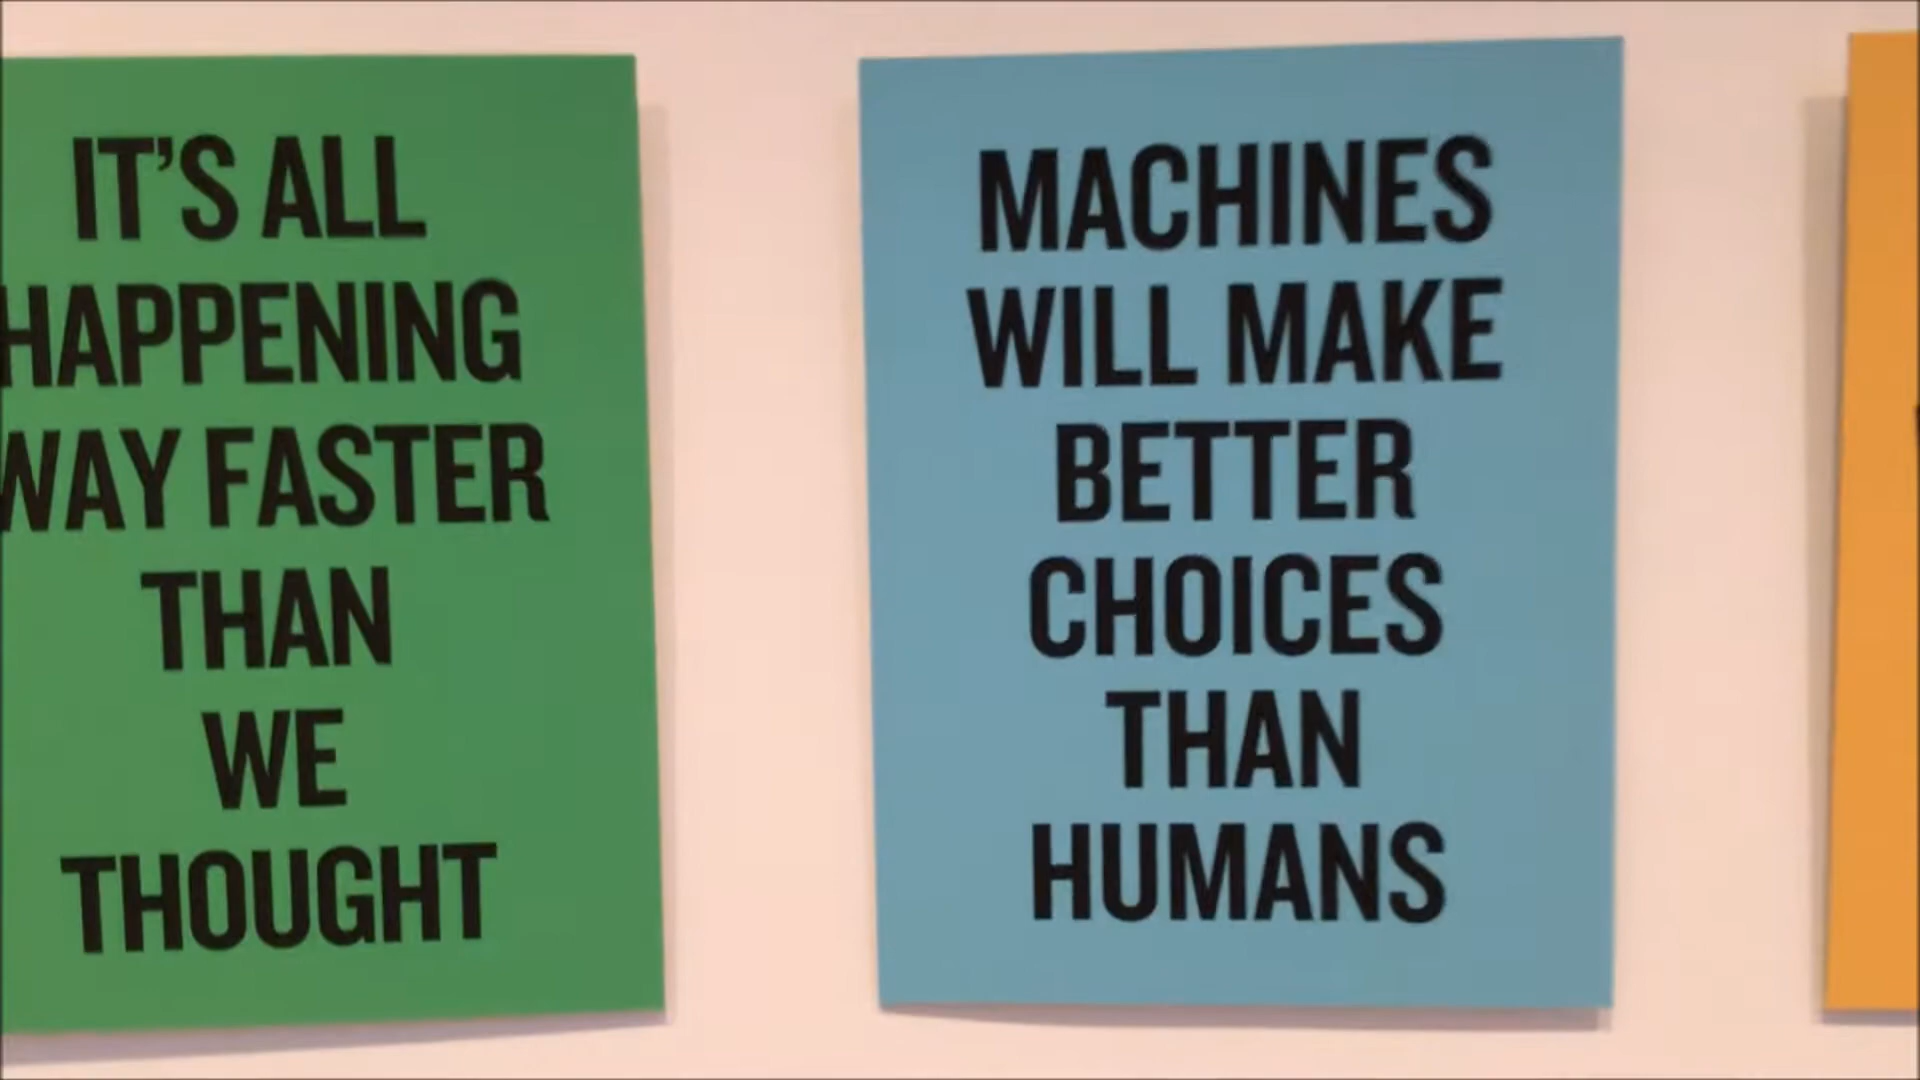 IT'S ALL
HAPPENING
WAY FASTER
THAN
WE
THOUGHT
MACHINES
WILL MAKE
BETTER
CHOICES
THAN
HUMANS